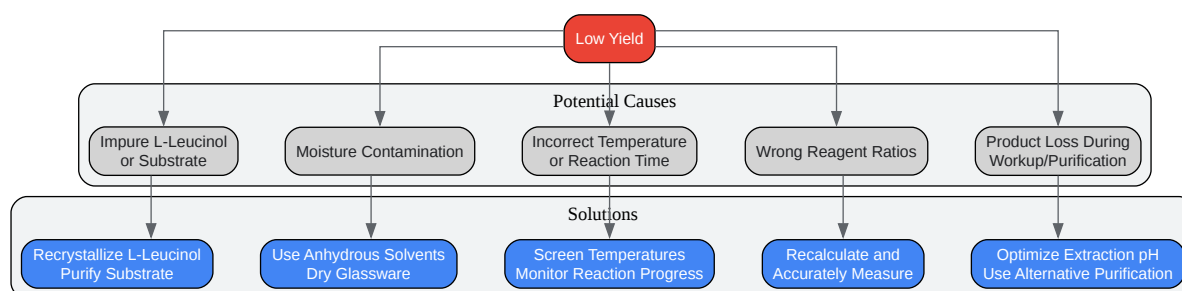 Low Yield
Potential Causes
Impure L-Leucinol
or Substrate
Moisture Contamination
Incorrect Temperature
or Reaction Time
Wrong Reagent Ratios
Product Loss During
Workup/Purification
Solutions
Recrystallize L-Leucinol
Purify Substrate
Use Anhydrous Solvents
Dry Glassware
Screen Temperatures
Monitor Reaction Progress
Recalculate and
Accurately Measure
Optimize Extraction pH
Use Alternative Purification